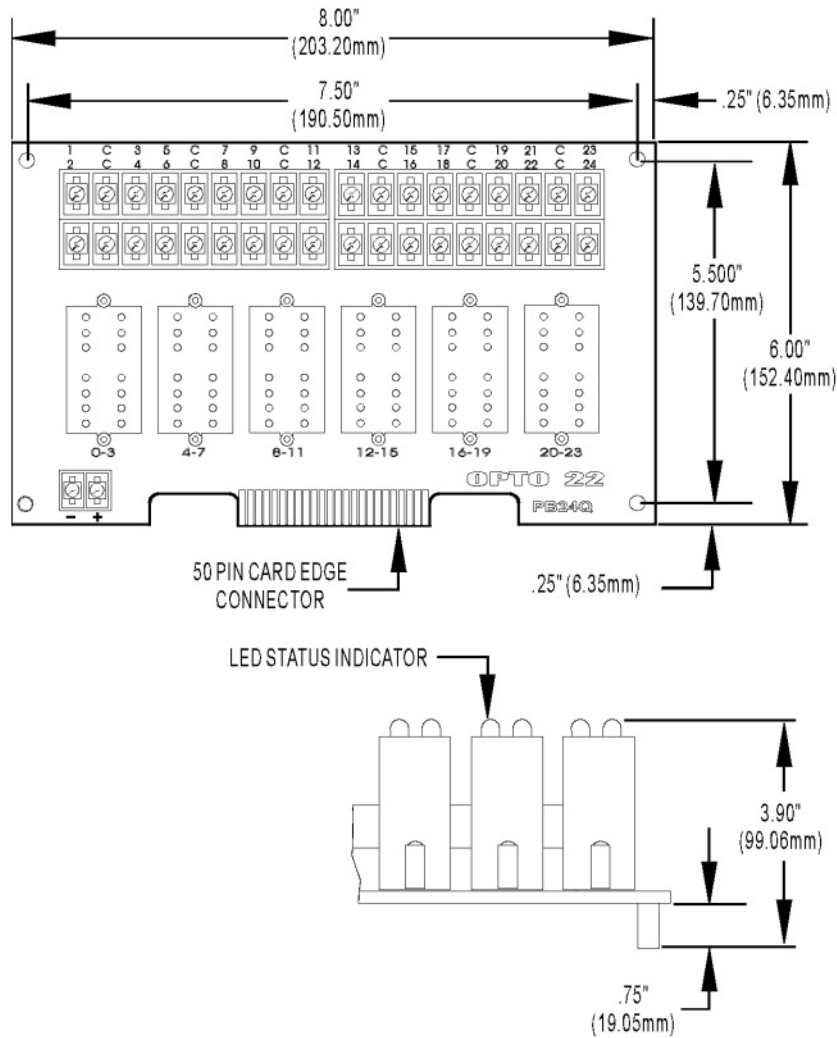 8.00"
(203.20mm)
7.50"
(190.50mm)
.25" (6.35mm)
1 C 3 5 C 7 9 C 11 13 C 15 17 C 19 21 C 23
2 C 4 6 C 8 10 C 12 14 C 16 18 C 20 22 C 24
5.500"
(139.70mm)
6.00"
(152.40mm)
0-3 4-7 8-11 12-15 16-19 20-23
OPTO 22
- +
PB24Q
50 PIN CARD EDGE
CONNECTOR
.25" (6.35mm)
LED STATUS INDICATOR
3.90"
(99.06mm)
.75"
(19.05mm)